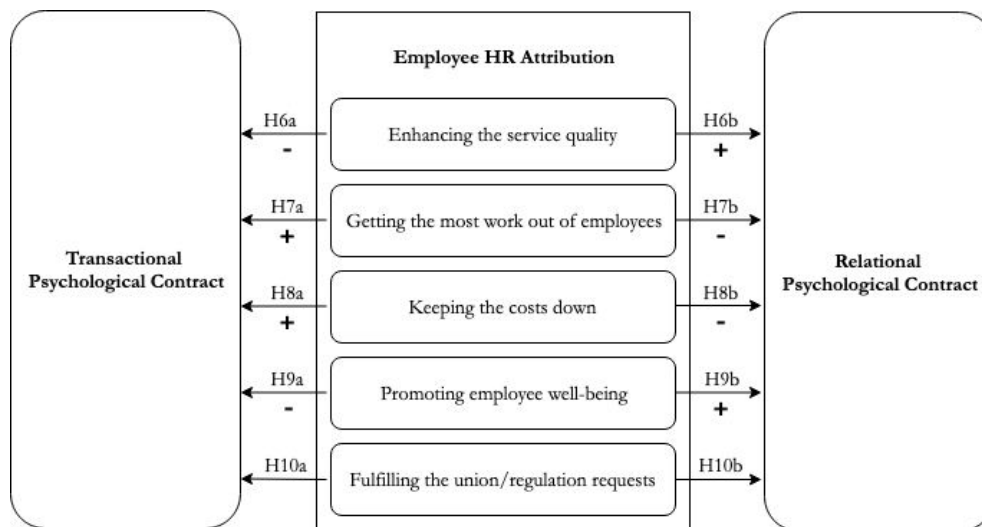 Employee HR Attribution
H6a
-
Enhancing the service quality
H6b
+
H7a
+
Getting the most work out of employees
H7b
-
Transactional
Psychological Contract
H8a
+
Keeping the costs down
H8b
-
Relational
Psychological Contract
H9a
-
Promoting employee well-being
H9b
+
H10a
Fulfilling the union/regulation requests
H10b